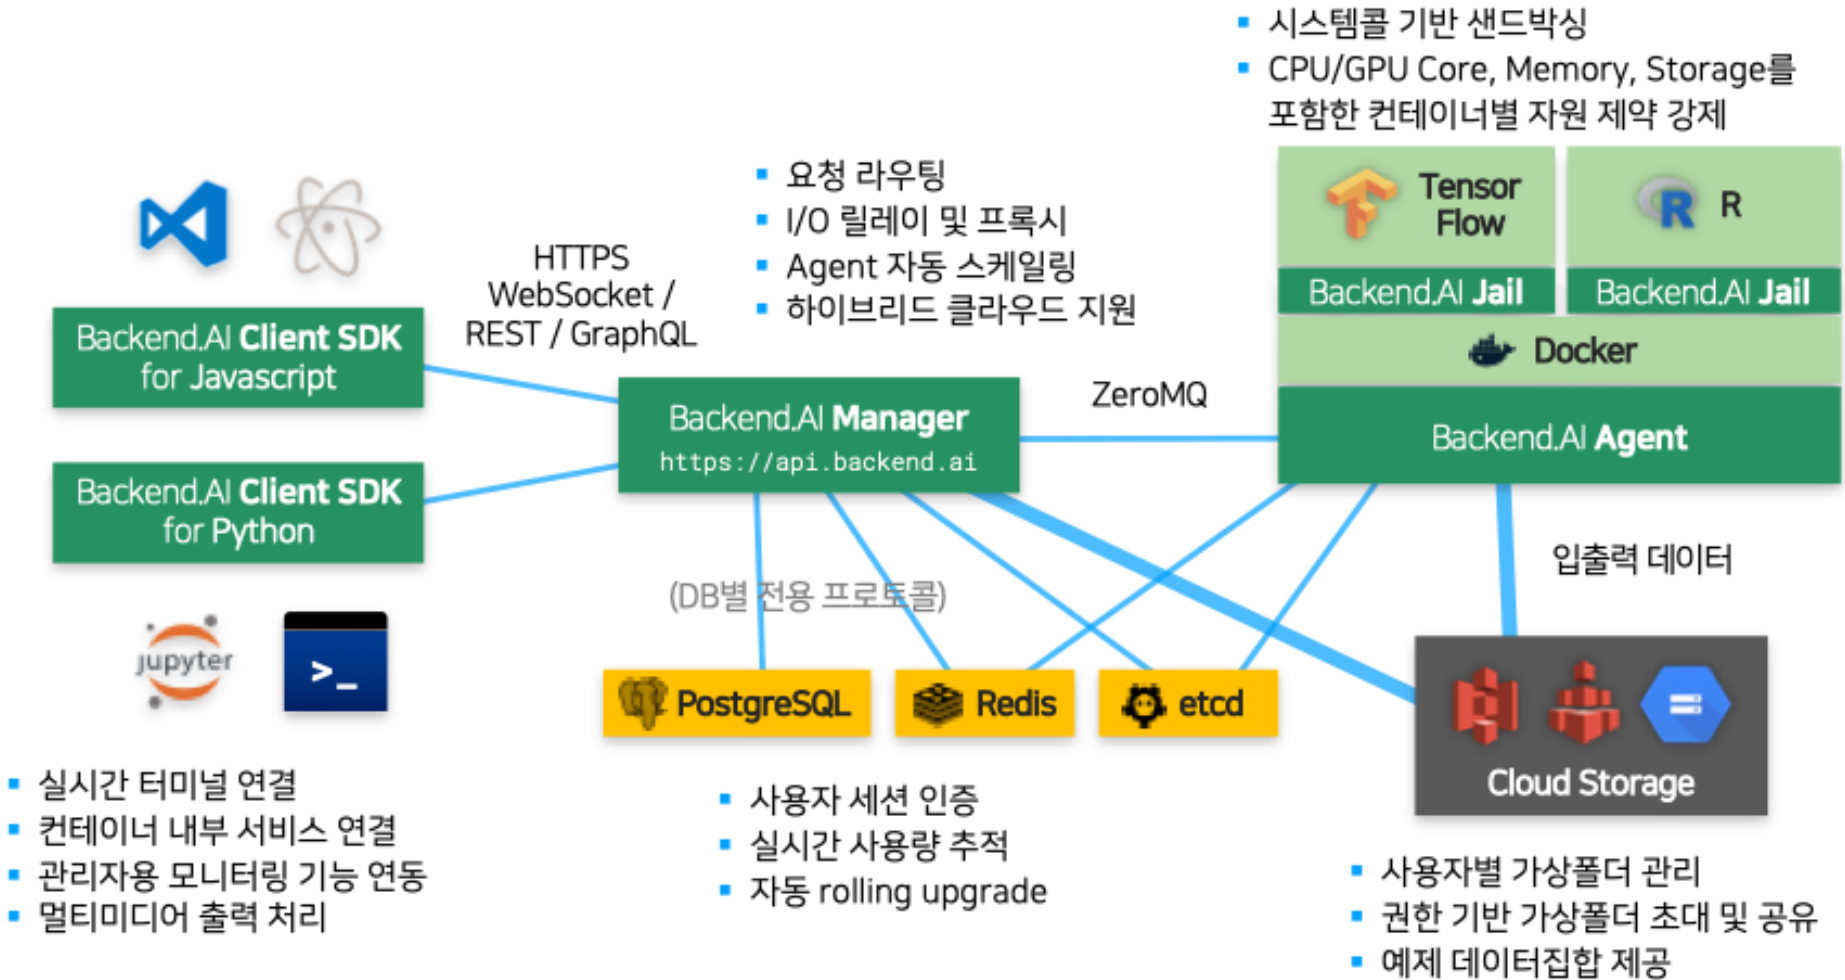 시스템콜 기반 샌드박싱
CPU/GPU Core, Memory, Storage를
포함한 컨테이너별 자원 제약 강제
요청 라우팅
I/O 릴레이 및 프록시
Agent 자동 스케일링
하이브리드 클라우드 지원
Tensor
Flow
R
Backend.AI Jail
Backend.AI Jail
Docker
Backend.AI Agent
HTTPS
WebSocket /
REST / GraphQL
Backend.AI Client SDK
for Javascript
Backend.AI Manager
https://api.backend.ai
ZeroMQ
Backend.AI Client SDK
for Python
입출력 데이터
(DB별 전용 프로토콜)
jupyter
>_
PostgreSQL
Redis
etcd
Cloud Storage
실시간 터미널 연결
컨테이너 내부 서비스 연결
관리자용 모니터링 기능 연동
멀티미디어 출력 처리
사용자 세션 인증
실시간 사용량 추적
자동 rolling upgrade
사용자별 가상폴더 관리
권한 기반 가상폴더 초대 및 공유
예제 데이터집합 제공